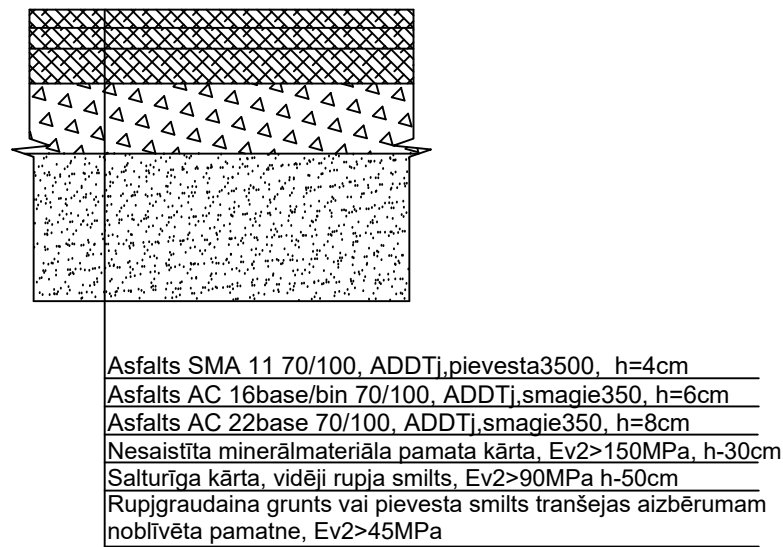 Asfalts SMA 11 70/100, ADDTj,pievesta3500, h=4cm
Asfalts AC 16base/bin 70/100, ADDTj,smagie350, h=6cm
Asfalts AC 22base 70/100, ADDTj,smagie350, h=8cm
Nesaistīta minerālmateriāla pamata kārta, Ev2>150MPa, h-30cm
Salturīga kārta, vidēji rupja smilts, Ev2>90MPa h-50cm
Rupjgraudaina grunts vai pievesta smilts tranšejas aizbērumam
noblīvēta pamatne, Ev2>45MPa